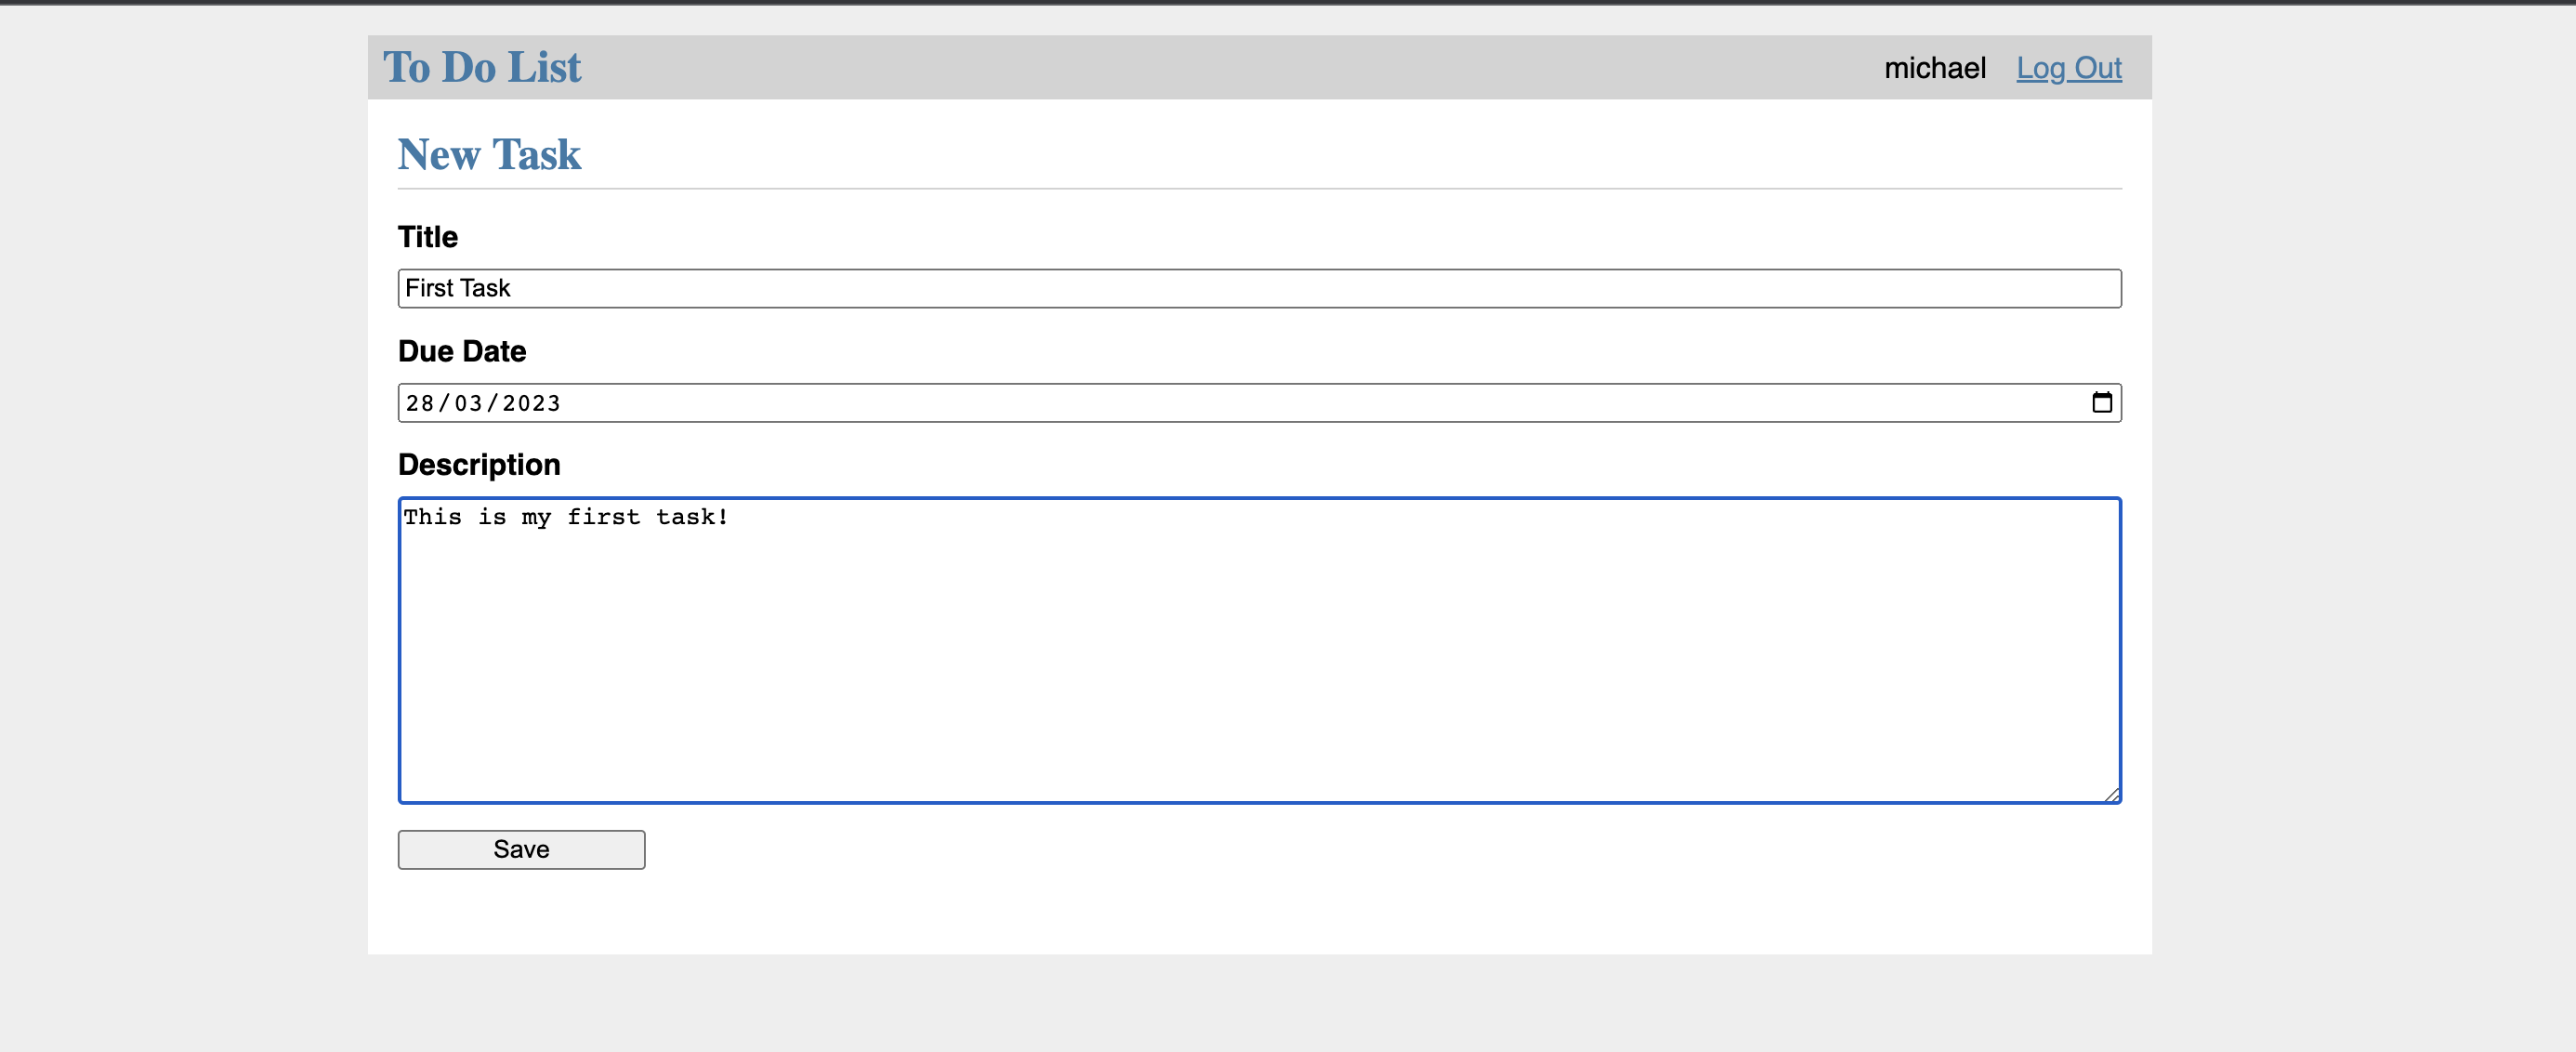 To Do List
michael Log Out
New Task
Title
First Task
Due Date
28/03/2023
Description
This is my first task!
Save